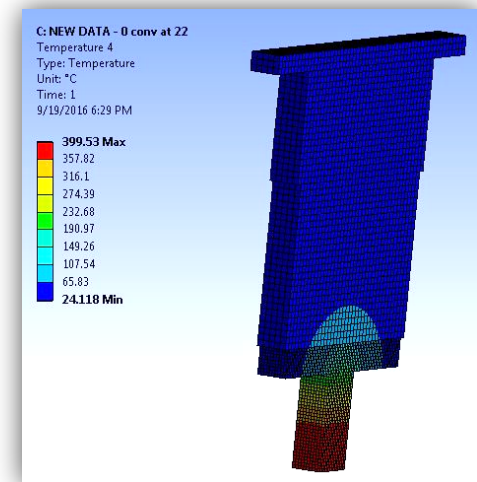 C: NEW DATA - 0 conv at 22
Temperature 4
Type: Temperature
Unit: °C
Time: 1
9/19/2016 6:29 PM
399.53 Max
357.82
316.1
274.39
232.68
190.97
149.26
107.54
65.83
24.118 Min